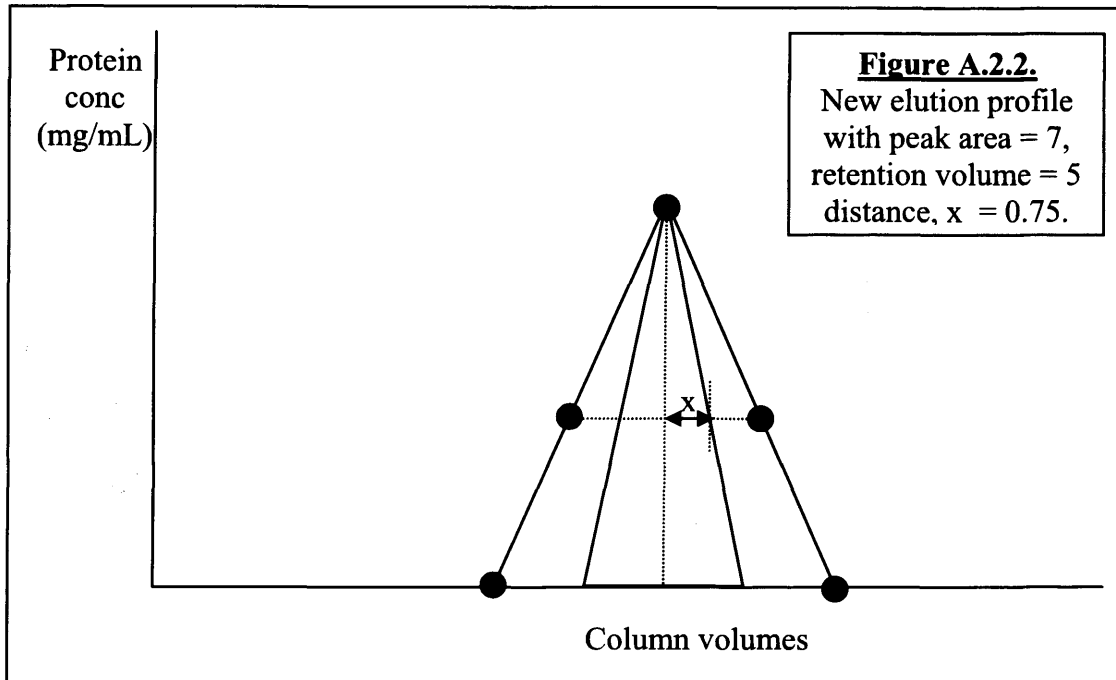 Protein
conc
(mg/mL)
Figure A.2.2.
New elution profile
with peak area = 7,
retention volume = 5
distance, x = 0.75.
x
Column volumes